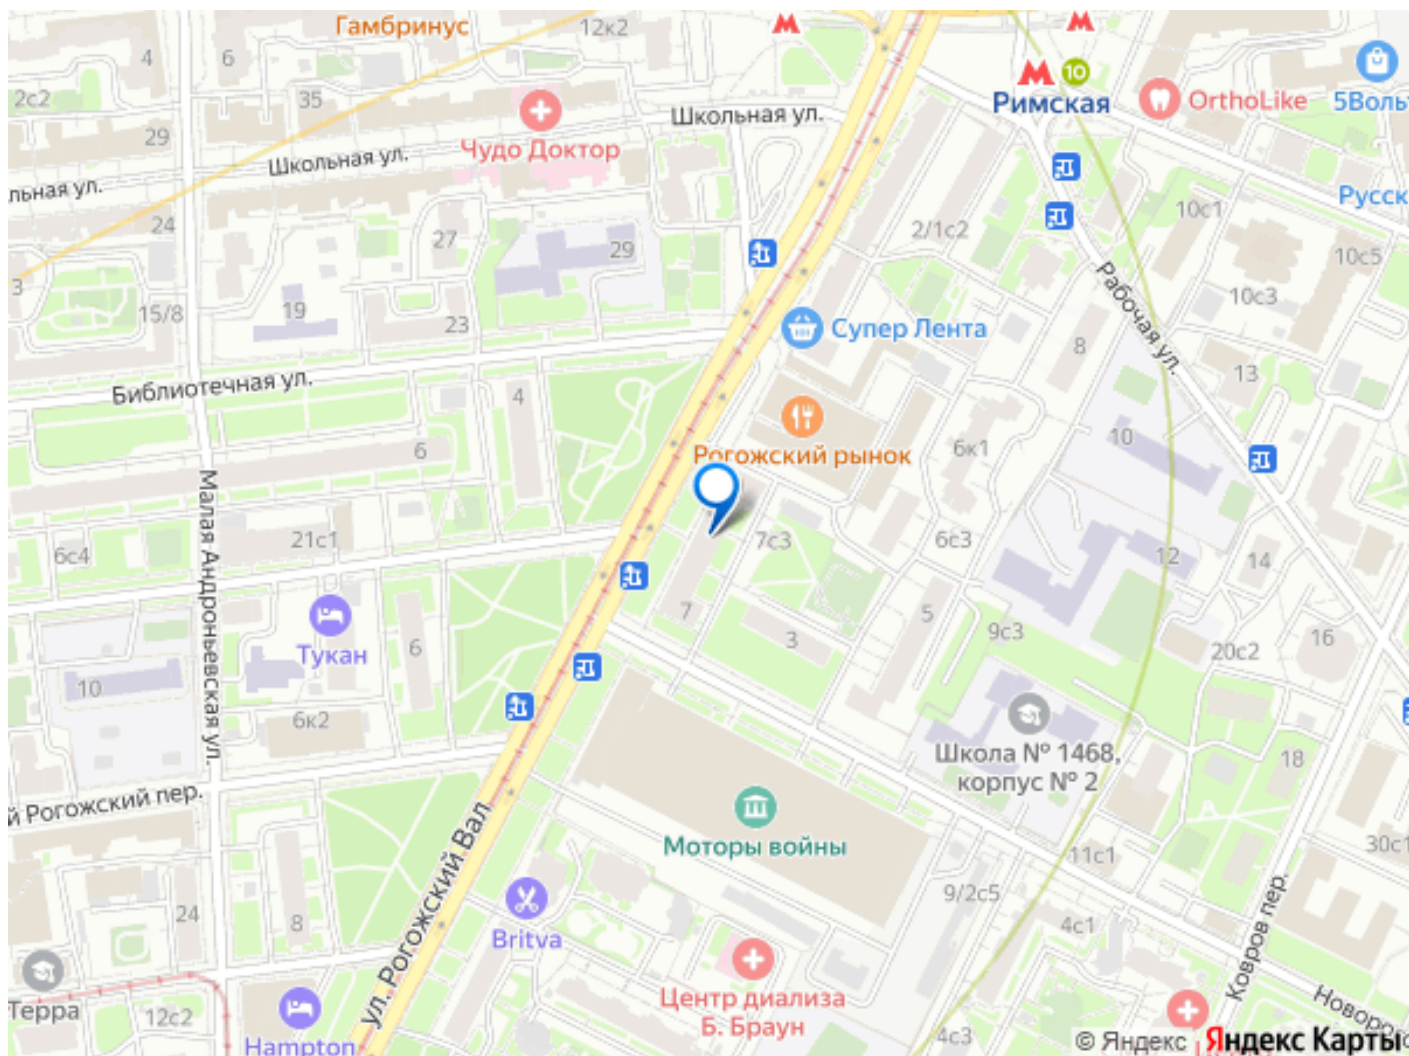 Гамбринус
12к2
4
6
2с2
35
10
Римская
OrthoLike
29
Чудо Доктор
Школьная ул.
Школьная ул.
Русск
24
27
29
2/1с2
10с1
10с5
3
15/8
19
23
10с3
Супер Лента
Рабочая ул.
8
13
Библиотечная ул.
4
6
Рогожский рынок
6к1
10
Малая Андроньевская ул.
6с4
21с1
7с3
6с3
12
14
Тукан
6
7
3
5
9с3
16
20с2
10
6к2
Школа № 1468,
корпус № 2
18
й Рогожский пер.
ул. Рогожский Вал
Моторы войны
11с1
30с1
24
8
Britva
9/2с5
4с1
Ковров пер.
Терра
12с2
Центр диализа
Б. Браун
4с3
Hampton
© Яндекс Яндекс Карты